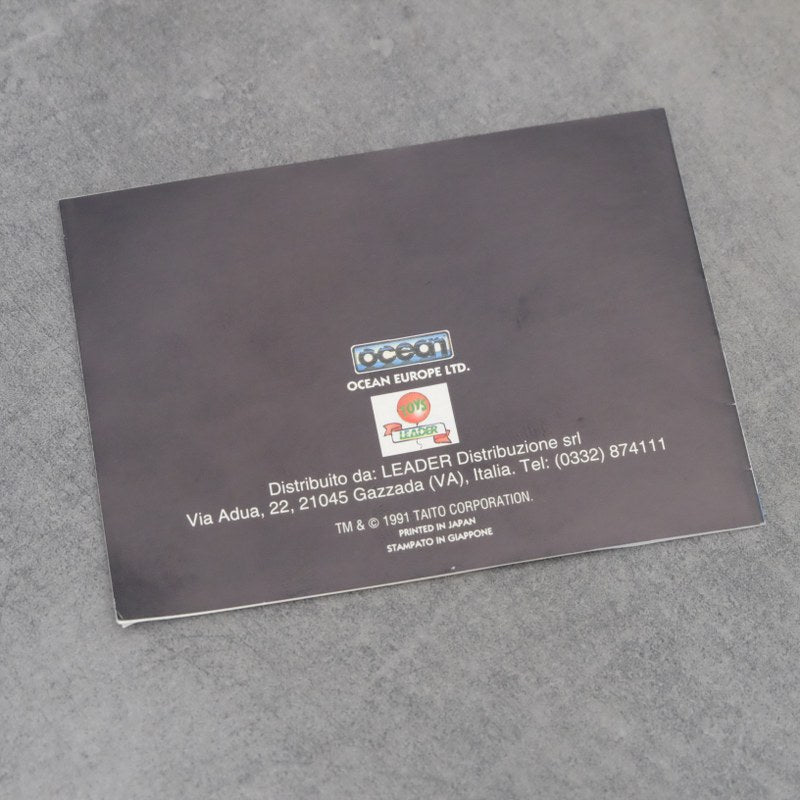 ocean
OCEAN EUROPE LTD.
TOYS
LEADER
Distribuito da: LEADER Distribuzione srl
Via Adua, 22, 21045 Gazzada (VA), Italia. Tel: (0332) 874111
TM & © 1991 TAITO CORPORATION.
PRINTED IN JAPAN
STAMPATO IN GIAPPONE